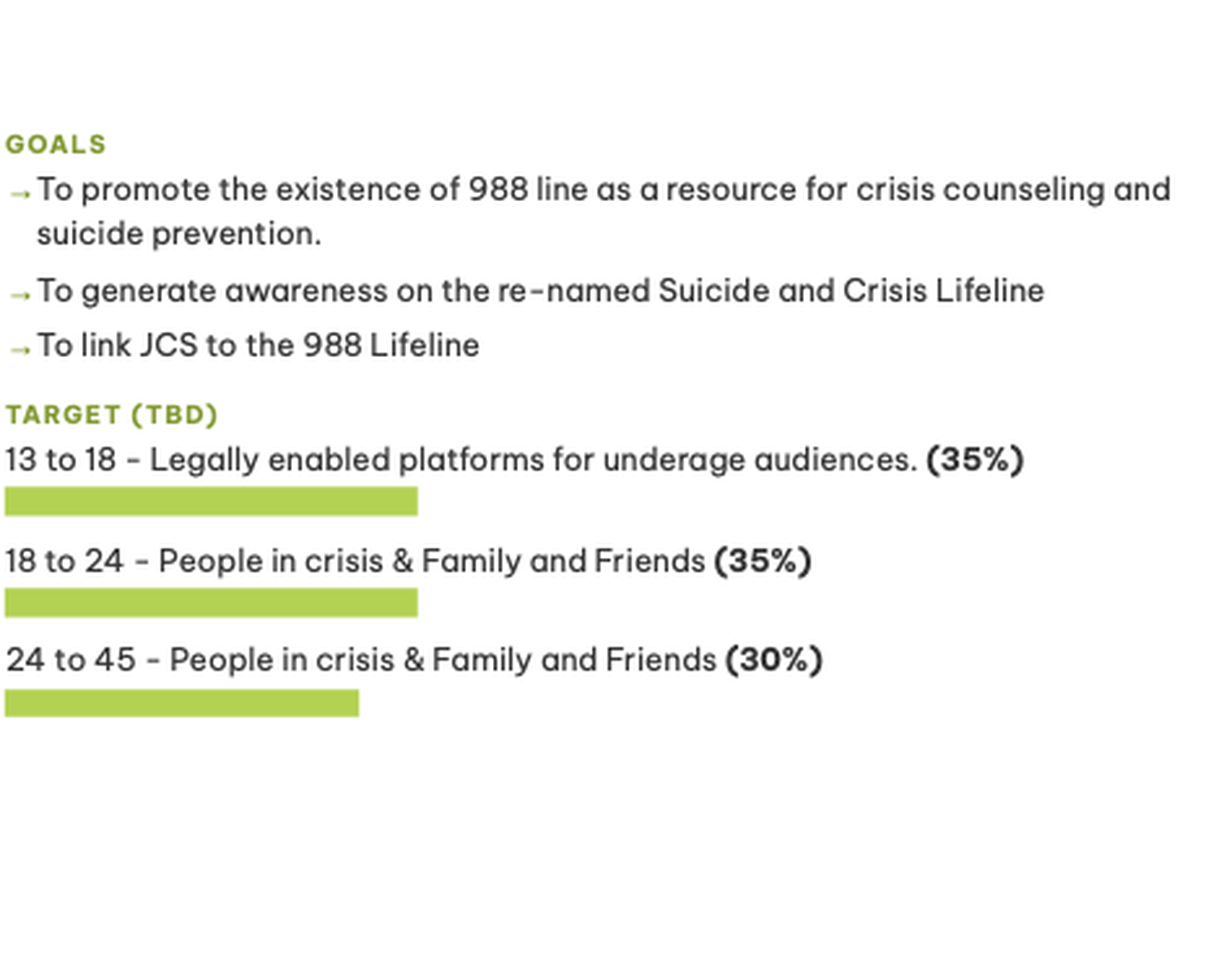 GOALS
→ To promote the existence of 988 line as a resource for crisis counseling and
suicide prevention.
→ To generate awareness on the re-named Suicide and Crisis Lifeline
→ To link JCS to the 988 Lifeline
TARGET (TBD)
13 to 18 - Legally enabled platforms for underage audiences. (35%)
18 to 24 - People in crisis & Family and Friends (35%)
24 to 45 - People in crisis & Family and Friends (30%)